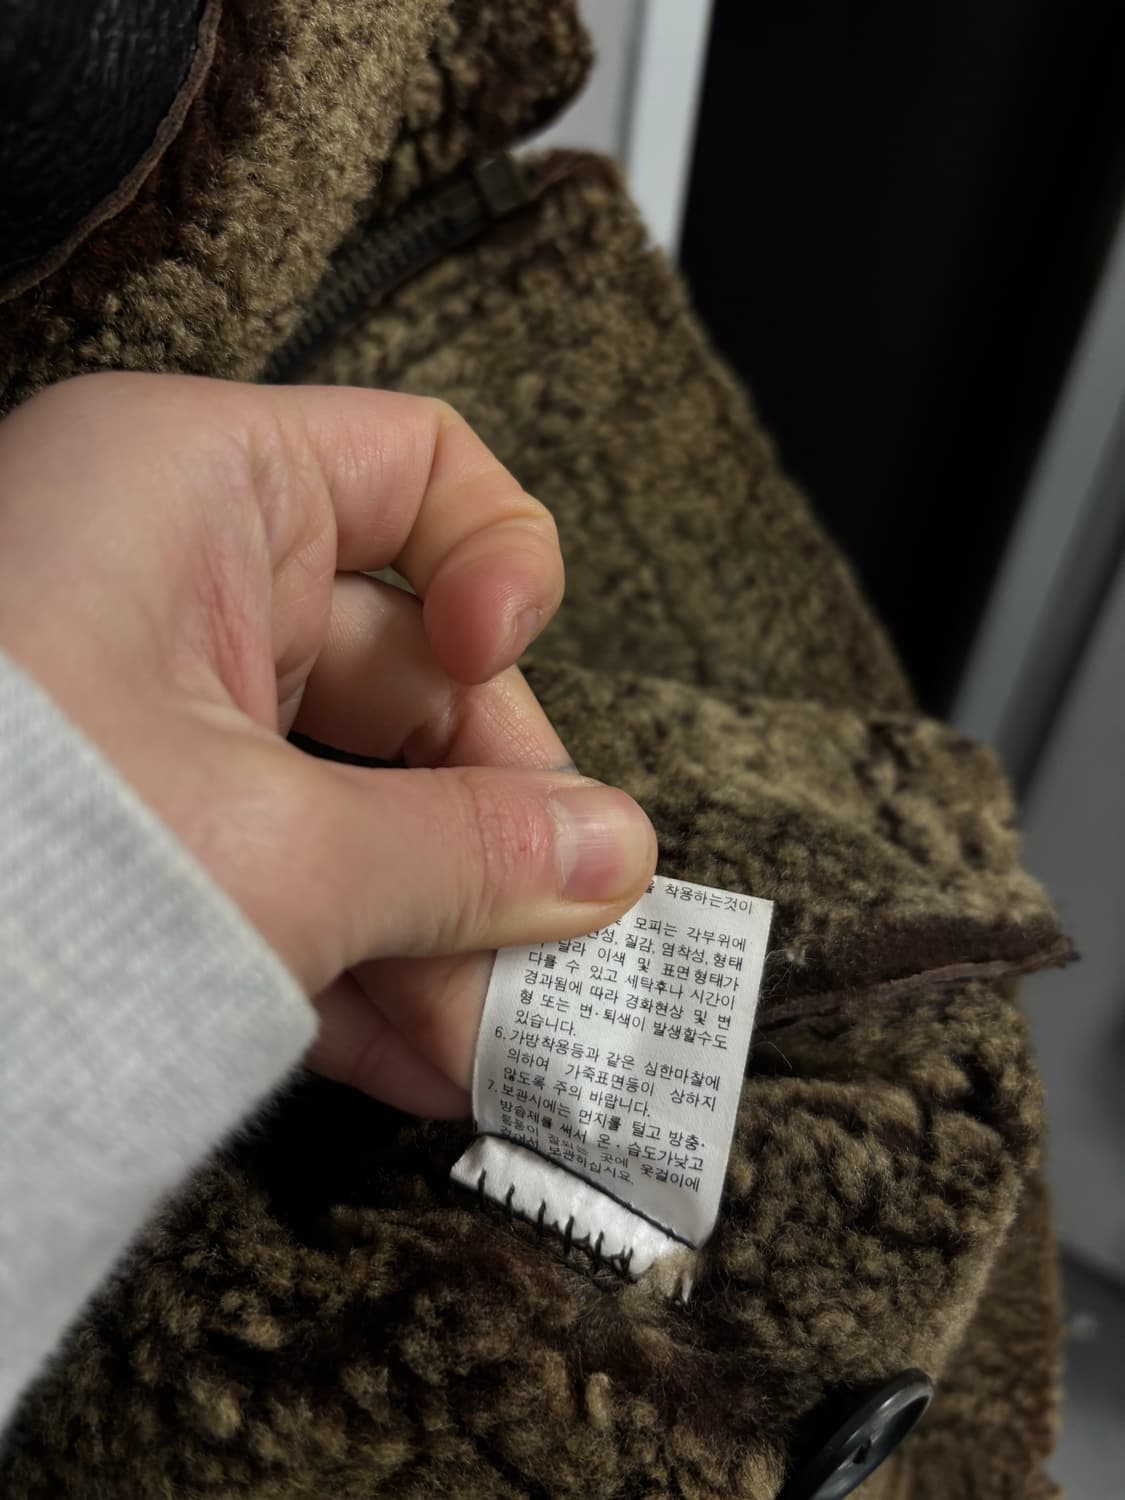 착용하는것이
모피는 각부위에
질감, 염착성, 형태
달라 이색 및 표면형태가
다를 수 있고 세탁후나 시간이
경과됨에 따라 경화현상 및 변
형 또는 변·퇴색이 발생할수도
있습니다.
6. 가방착용등과 같은 심한마찰에
의하여 가죽표면등이 상하지
않도록 주의 바랍니다.
7. 보관시에는 먼지를 털고 방충·
방습제를 써서 온·습도가낮고
곳에 옷걸이에
보관하십시요.